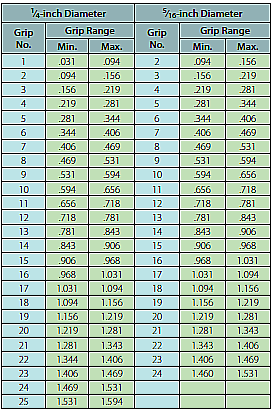 1/4-inch Diameter 5/16-inch Diameter
Grip No. Grip Range Grip No. Grip Range
Min. Max. Min. Max.
1 .031 .094 2 .094 .156
2 .094 .156 3 .156 .219
3 .156 .219 4 .219 .281
4 .219 .281 5 .281 .344
5 .281 .344 6 .344 .406
6 .344 .406 7 .406 .469
7 .406 .469 8 .469 .531
8 .469 .531 9 .531 .594
9 .531 .594 10 .594 .656
10 .594 .656 11 .656 .718
11 .656 .718 12 .718 .781
12 .718 .781 13 .781 .843
13 .781 .843 14 .843 .906
14 .843 .906 15 .906 .968
15 .906 .968 16 .968 1.031
16 .968 1.031 17 1.031 1.094
17 1.031 1.094 18 1.094 1.156
18 1.094 1.156 19 1.156 1.219
19 1.156 1.219 20 1.219 1.281
20 1.219 1.281 21 1.281 1.343
21 1.281 1.343 22 1.343 1.406
22 1.344 1.406 23 1.406 1.469
23 1.406 1.469 24 1.460 1.531
24 1.469 1.531
25 1.531 1.594